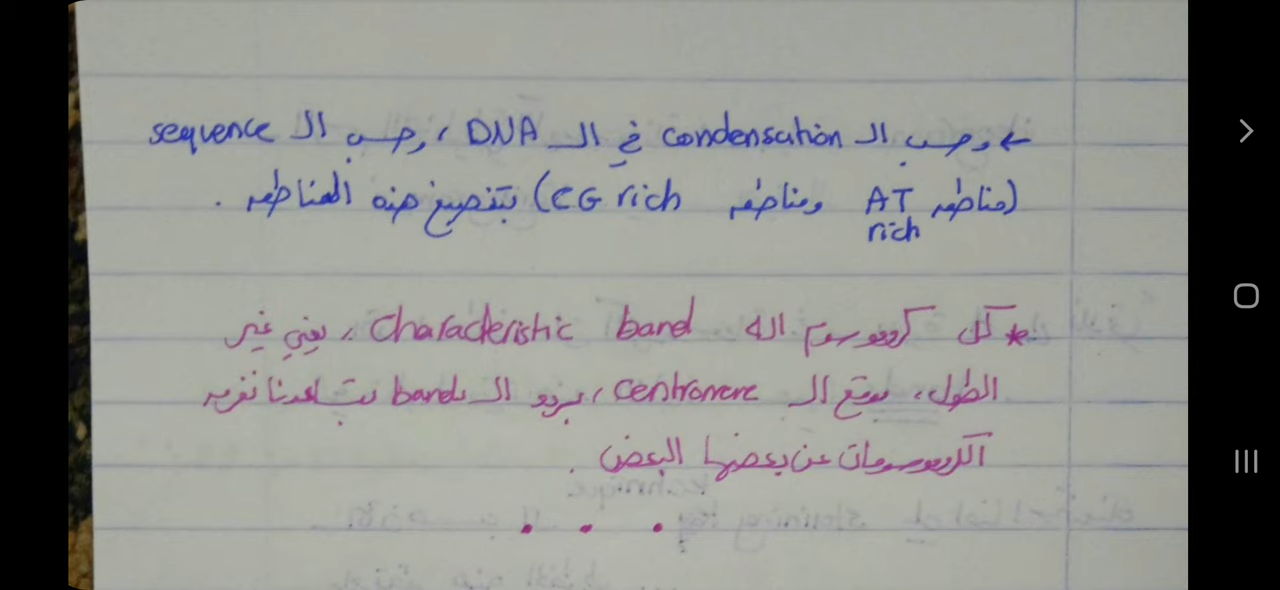 ← وحسب الـ condensation في الـ DNA ، وحسب الـ sequence
(مناطق AT rich ومناطق CG rich) بتنصبغ هذه المناطق .
* كل كروموسوم اله characteristic band ، يعني غير
الطول ، موقع الـ centromere ، برضو الـ bands بتساعدنا نفرق
الكروموسومات عن بعضها البعض .